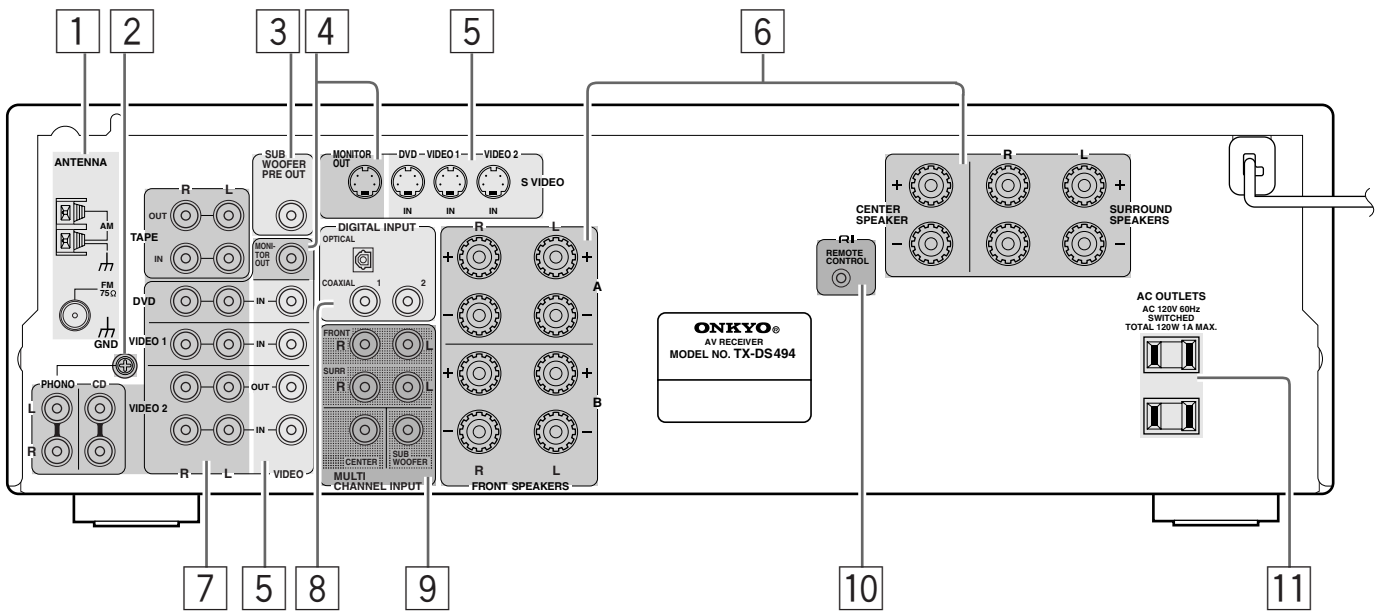 1 2 3 4 5 6
ANTENNA
AM
FM
75Ω
GND
SUB
WOOFER
PRE OUT
MONITOR
OUT
DVD VIDEO 1 VIDEO 2
S VIDEO
IN IN IN
R L
OUT
TAPE
IN
MONI-
TOR
OUT
DVD IN
VIDEO 1 IN
OUT
VIDEO 2
IN
R L VIDEO
PHONO CD
L
R
DIGITAL INPUT
OPTICAL
COAXIAL 1 2
FRONT
R L
SURR
R L
CENTER
SUB
WOOFER
MULTI
CHANNEL INPUT
R L
+ +
A
− −
+ +
B
− −
R L
FRONT SPEAKERS
R L
+ +
CENTER
SPEAKER
SURROUND
SPEAKERS
− −
RI
REMOTE
CONTROL
ONKYO®
AV RECEIVER
MODEL NO. TX-DS494
AC OUTLETS
AC 120V 60Hz
SWITCHED
TOTAL 120W 1A MAX.
7 5 8 9 10 11